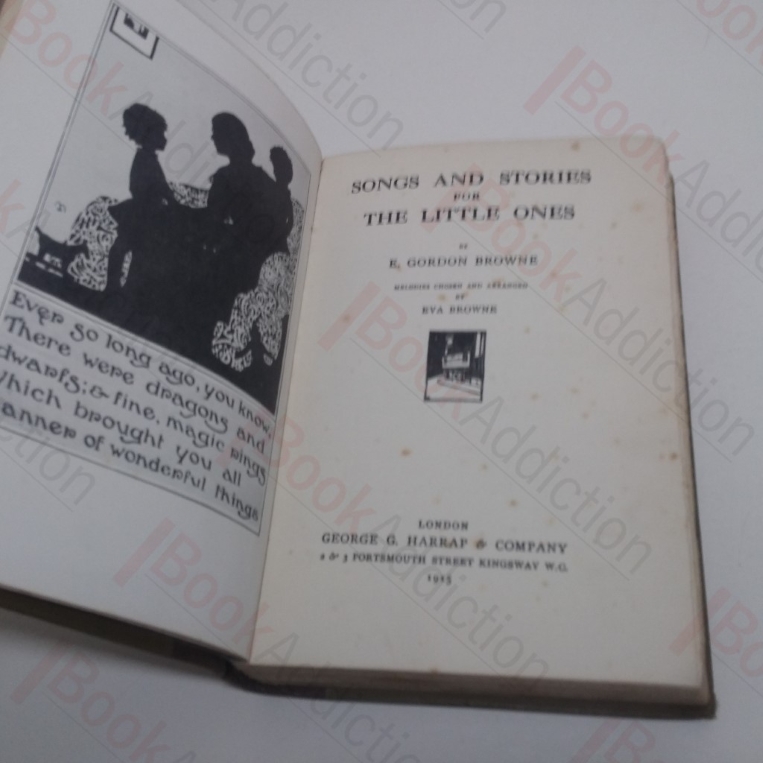 Ever so long ago, you know,
There were dragons and
dwarfs; & fine, magic rings
which brought you all
anner of wonderful things
SONGS AND STORIES
FOR
THE LITTLE ONES
BY
E. GORDON BROWNE
MELODIES CHOSEN AND ARRANGED
BY
EVA BROWNE
LONDON
GEORGE G. HARRAP & COMPANY
2 & 3 PORTSMOUTH STREET KINGSWAY W.C.
BookAddiction